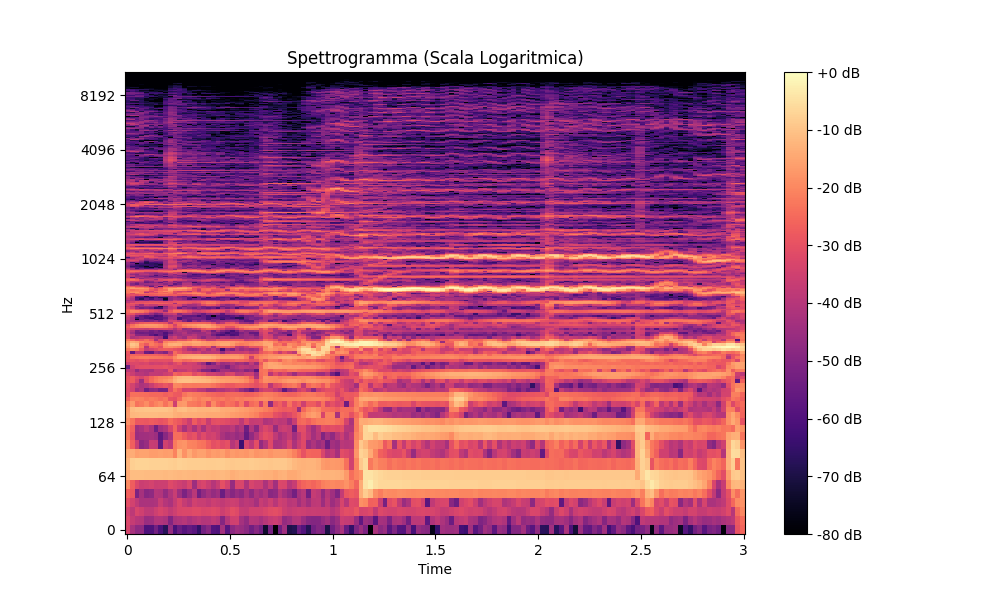 Spettrogramma (Scala Logaritmica)
Hz
8192
4096
2048
1024
512
256
128
64
0
0
0.5
1
1.5
2
2.5
3
Time
+0 dB
-10 dB
-20 dB
-30 dB
-40 dB
-50 dB
-60 dB
-70 dB
-80 dB